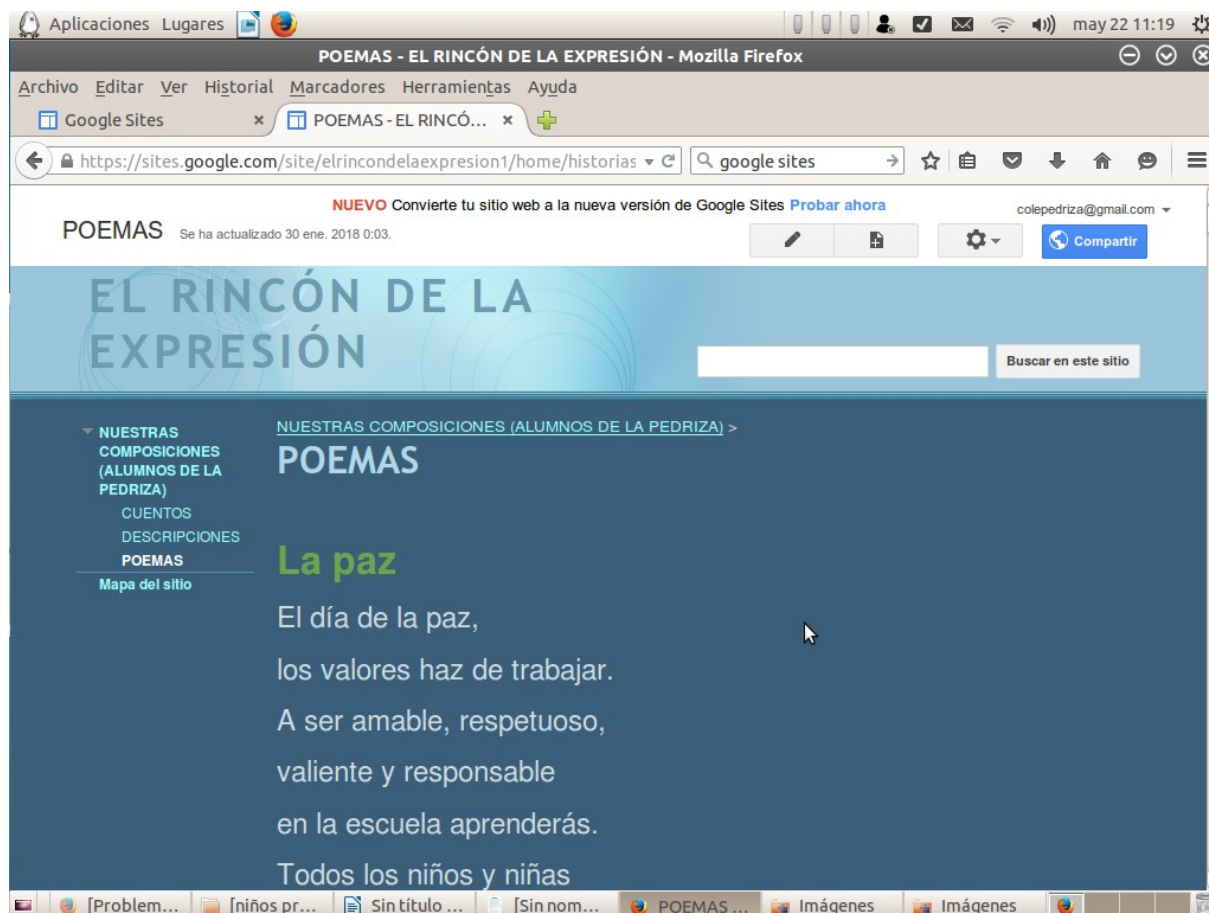 Aplicaciones Lugares may 22 11:19
POEMAS - EL RINCÓN DE LA EXPRESIÓN - Mozilla Firefox
Archivo Editar Ver Historial Marcadores Herramientas Ayuda
Google Sites POEMAS - EL RINCÓ...
https://sites.google.com/site/elrincondelaexpresion1/home/historias google sites
NUEVO Convierte tu sitio web a la nueva versión de Google Sites Probar ahora
colepedriza@gmail.com
POEMAS Se ha actualizado 30 ene. 2018 0:03.
Compartir
EL RINCÓN DE LA
EXPRESIÓN
Buscar en este sitio
NUESTRAS
COMPOSICIONES
(ALUMNOS DE LA
PEDRIZA)
CUENTOS
DESCRIPCIONES
POEMAS
Mapa del sitio
NUESTRAS COMPOSICIONES (ALUMNOS DE LA PEDRIZA) >
POEMAS
La paz
El día de la paz,
los valores haz de trabajar.
A ser amable, respetuoso,
valiente y responsable
en la escuela aprenderás.
Todos los niños y niñas
[Problem... [niños pr... Sin título ... [Sin nom... POEMAS ... Imágenes Imágenes